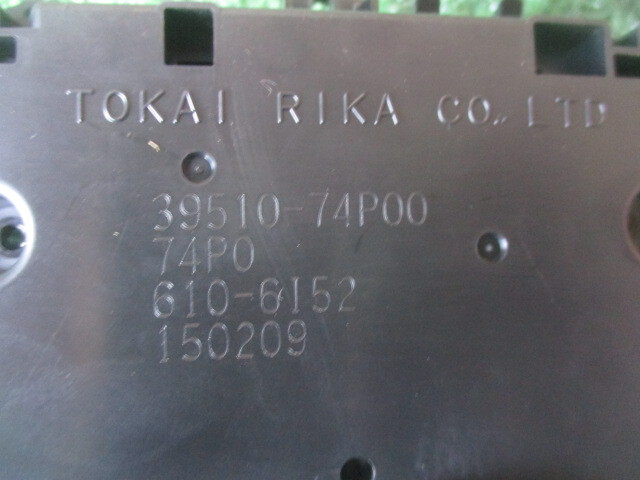 TOKAI RIKA CO., LTD
39510-74P00
74P0
610-6152
150209